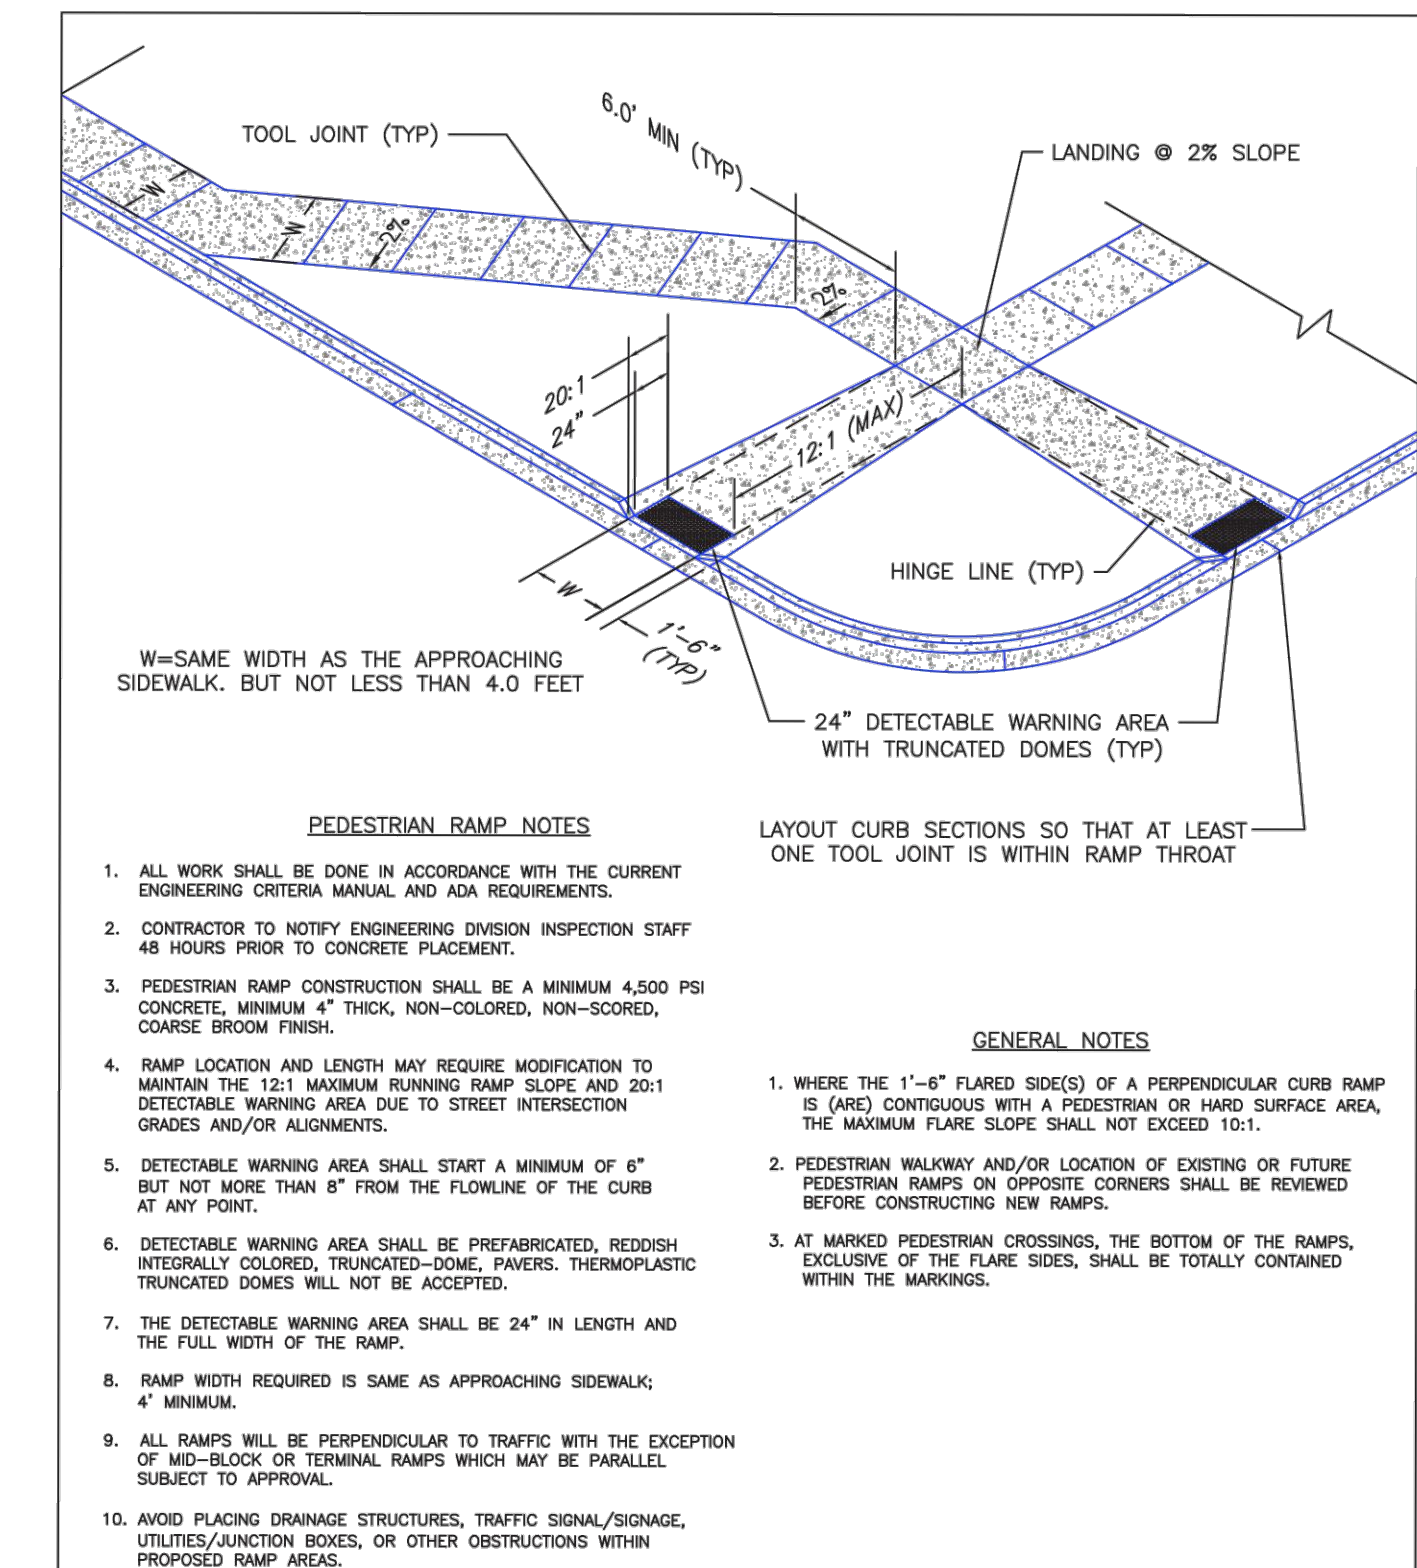 6.0' MIN (TYP)
TOOL JOINT (TYP)
LANDING @ 2% SLOPE
W
W
2%
2%
20:1
24"
12:1 (MAX)
HINGE LINE (TYP)
W
1'-6"
(TYP)
W=SAME WIDTH AS THE APPROACHING
SIDEWALK. BUT NOT LESS THAN 4.0 FEET
24" DETECTABLE WARNING AREA
WITH TRUNCATED DOMES (TYP)
LAYOUT CURB SECTIONS SO THAT AT LEAST
ONE TOOL JOINT IS WITHIN RAMP THROAT
PEDESTRIAN RAMP NOTES
1. ALL WORK SHALL BE DONE IN ACCORDANCE WITH THE CURRENT
ENGINEERING CRITERIA MANUAL AND ADA REQUIREMENTS.
2. CONTRACTOR TO NOTIFY ENGINEERING DIVISION INSPECTION STAFF
48 HOURS PRIOR TO CONCRETE PLACEMENT.
3. PEDESTRIAN RAMP CONSTRUCTION SHALL BE A MINIMUM 4,500 PSI
CONCRETE, MINIMUM 4" THICK, NON-COLORED, NON-SCORED,
COARSE BROOM FINISH.
4. RAMP LOCATION AND LENGTH MAY REQUIRE MODIFICATION TO
MAINTAIN THE 12:1 MAXIMUM RUNNING RAMP SLOPE AND 20:1
DETECTABLE WARNING AREA DUE TO STREET INTERSECTION
GRADES AND/OR ALIGNMENTS.
5. DETECTABLE WARNING AREA SHALL START A MINIMUM OF 6"
BUT NOT MORE THAN 8" FROM THE FLOWLINE OF THE CURB
AT ANY POINT.
6. DETECTABLE WARNING AREA SHALL BE PREFABRICATED, REDDISH
INTEGRALLY COLORED, TRUNCATED-DOME, PAVERS. THERMOPLASTIC
TRUNCATED DOMES WILL NOT BE ACCEPTED.
7. THE DETECTABLE WARNING AREA SHALL BE 24" IN LENGTH AND
THE FULL WIDTH OF THE RAMP.
8. RAMP WIDTH REQUIRED IS SAME AS APPROACHING SIDEWALK;
4' MINIMUM.
9. ALL RAMPS WILL BE PERPENDICULAR TO TRAFFIC WITH THE EXCEPTION
OF MID-BLOCK OR TERMINAL RAMPS WHICH MAY BE PARALLEL
SUBJECT TO APPROVAL.
10. AVOID PLACING DRAINAGE STRUCTURES, TRAFFIC SIGNAL/SIGNAGE,
UTILITIES/JUNCTION BOXES, OR OTHER OBSTRUCTIONS WITHIN
PROPOSED RAMP AREAS.
GENERAL NOTES
1. WHERE THE 1'-6" FLARED SIDE(S) OF A PERPENDICULAR CURB RAMP
IS (ARE) CONTIGUOUS WITH A PEDESTRIAN OR HARD SURFACE AREA,
THE MAXIMUM FLARE SLOPE SHALL NOT EXCEED 10:1.
2. PEDESTRIAN WALKWAY AND/OR LOCATION OF EXISTING OR FUTURE
PEDESTRIAN RAMPS ON OPPOSITE CORNERS SHALL BE REVIEWED
BEFORE CONSTRUCTING NEW RAMPS.
3. AT MARKED PEDESTRIAN CROSSINGS, THE BOTTOM OF THE RAMPS,
EXCLUSIVE OF THE FLARE SIDES, SHALL BE TOTALLY CONTAINED
WITHIN THE MARKINGS.